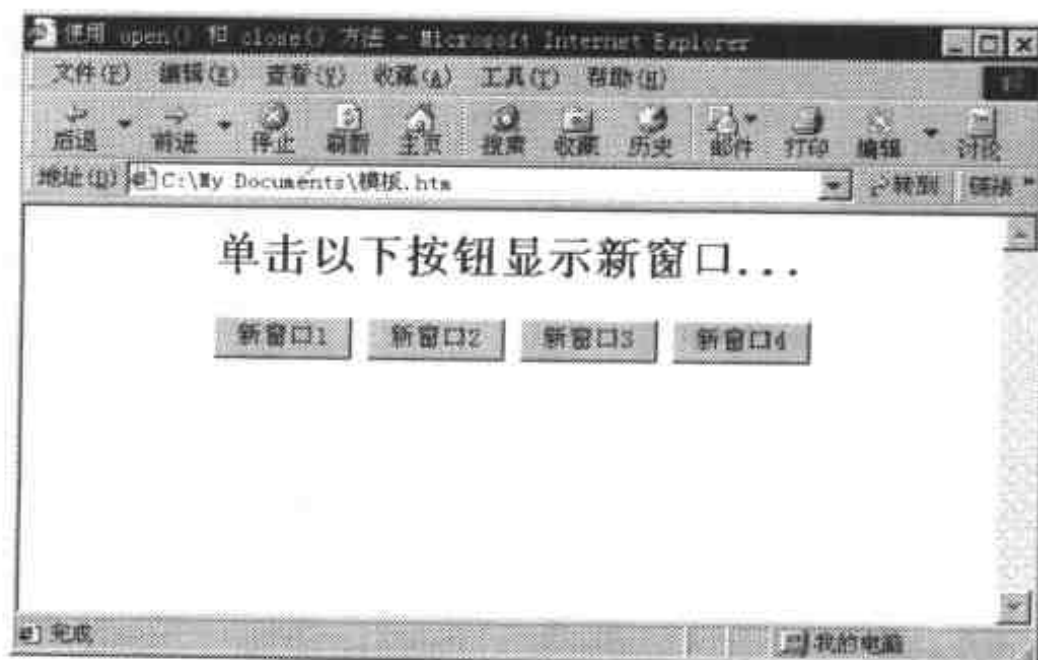 使用 open() 和 close() 方法 - Microsoft Internet Explorer
文件(F) 编辑(E) 查看(V) 收藏(A) 工具(T) 帮助(H)
后退 前进 停止 刷新 主页 搜索 收藏 历史 邮件 打印 编辑 讨论
地址(D) C:\My Documents\模板.htm 转到 链接 »
单击以下按钮显示新窗口...
新窗口1 新窗口2 新窗口3 新窗口4
完成 我的电脑